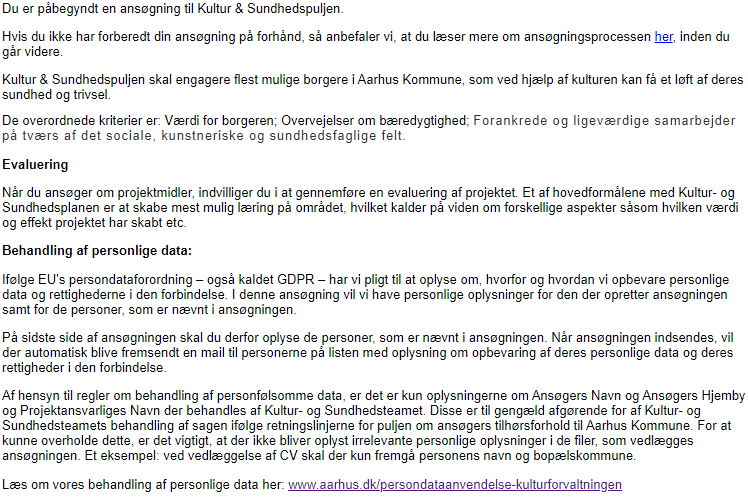 Du er påbegyndt en ansøgning til Kultur & Sundhedspuljen.
Hvis du ikke har forberedt din ansøgning på forhånd, så anbefaler vi, at du læser mere om ansøgningsprocessen her, inden du
går videre.
Kultur & Sundhedspuljen skal engagere flest mulige borgere i Aarhus Kommune, som ved hjælp af kulturen kan få et løft af deres
sundhed og trivsel.
De overordnede kriterier er: Værdi for borgeren; Overvejelser om bæredygtighed; Forankrede og ligeværdige samarbejder
på tværs af det sociale, kunstneriske og sundhedsfaglige felt.
Evaluering
Når du ansøger om projektmidler, indvilliger du i at gennemføre en evaluering af projektet. Et af hovedformålene med Kultur- og
Sundhedsplanen er at skabe mest mulig læring på området, hvilket kalder på viden om forskellige aspekter såsom hvilken værdi
og effekt projektet har skabt etc.
Behandling af personlige data:
Ifølge EU's persondataforordning – også kaldet GDPR – har vi pligt til at oplyse om, hvorfor og hvordan vi opbevare personlige
data og rettighederne i den forbindelse. I denne ansøgning vil vi have personlige oplysninger for den der opretter ansøgningen
samt for de personer, som er nævnt i ansøgningen.
På sidste side af ansøgningen skal du derfor oplyse de personer, som er nævnt i ansøgningen. Når ansøgningen indsendes, vil
der automatisk blive fremsendt en mail til personerne på listen med oplysning om opbevaring af deres personlige data og deres
rettigheder i den forbindelse.
Af hensyn til regler om behandling af personfølsomme data, er det er kun oplysningerne om Ansøgers Navn og Ansøgers Hjemby
og Projektansvarliges Navn der behandles af Kultur- og Sundhedsteamet. Disse er til gengæld afgørende for af Kultur- og
Sundhedsteamets behandling af sagen ifølge retningslinjerne for puljen om ansøgers tilhørsforhold til Aarhus Kommune. For at
kunne overholde dette, er det vigtigt, at der ikke bliver oplyst irrelevante personlige oplysninger i de filer, som vedlægges
ansøgningen. Et eksempel: ved vedlæggelse af CV skal der kun fremgå personens navn og bopælskommune.
Læs om vores behandling af personlige data her: www.aarhus.dk/persondataanvendelse-kulturforvaltningen